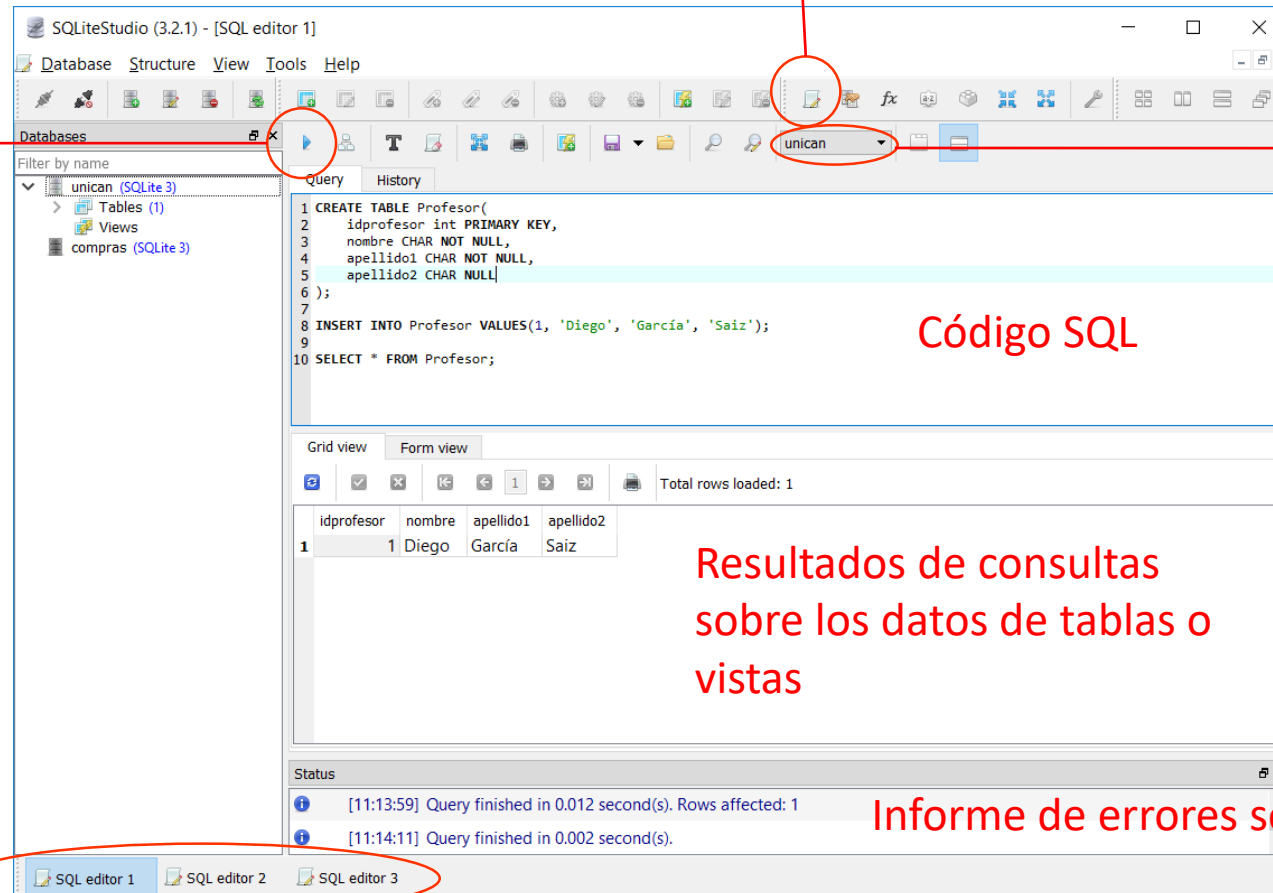 SQLiteStudio (3.2.1) - [SQL editor 1]
Database Structure View Tools Help
Databases
unican
Filter by name
unican (SQLite 3)
Tables (1)
Views
compras (SQLite 3)
Query History
1 CREATE TABLE Profesor(
2 idprofesor int PRIMARY KEY,
3 nombre CHAR NOT NULL,
4 apellido1 CHAR NOT NULL,
5 apellido2 CHAR NULL
6 );
7
8 INSERT INTO Profesor VALUES(1, 'Diego', 'García', 'Saiz');
9
10 SELECT * FROM Profesor;
Código SQL
Grid view Form view
1 Total rows loaded: 1
idprofesor nombre apellido1 apellido2
1 1 Diego García Saiz
Resultados de consultas
sobre los datos de tablas o
vistas
Status
[11:13:59] Query finished in 0.012 second(s). Rows affected: 1
[11:14:11] Query finished in 0.002 second(s).
Informe de errores
SQL editor 1 SQL editor 2 SQL editor 3